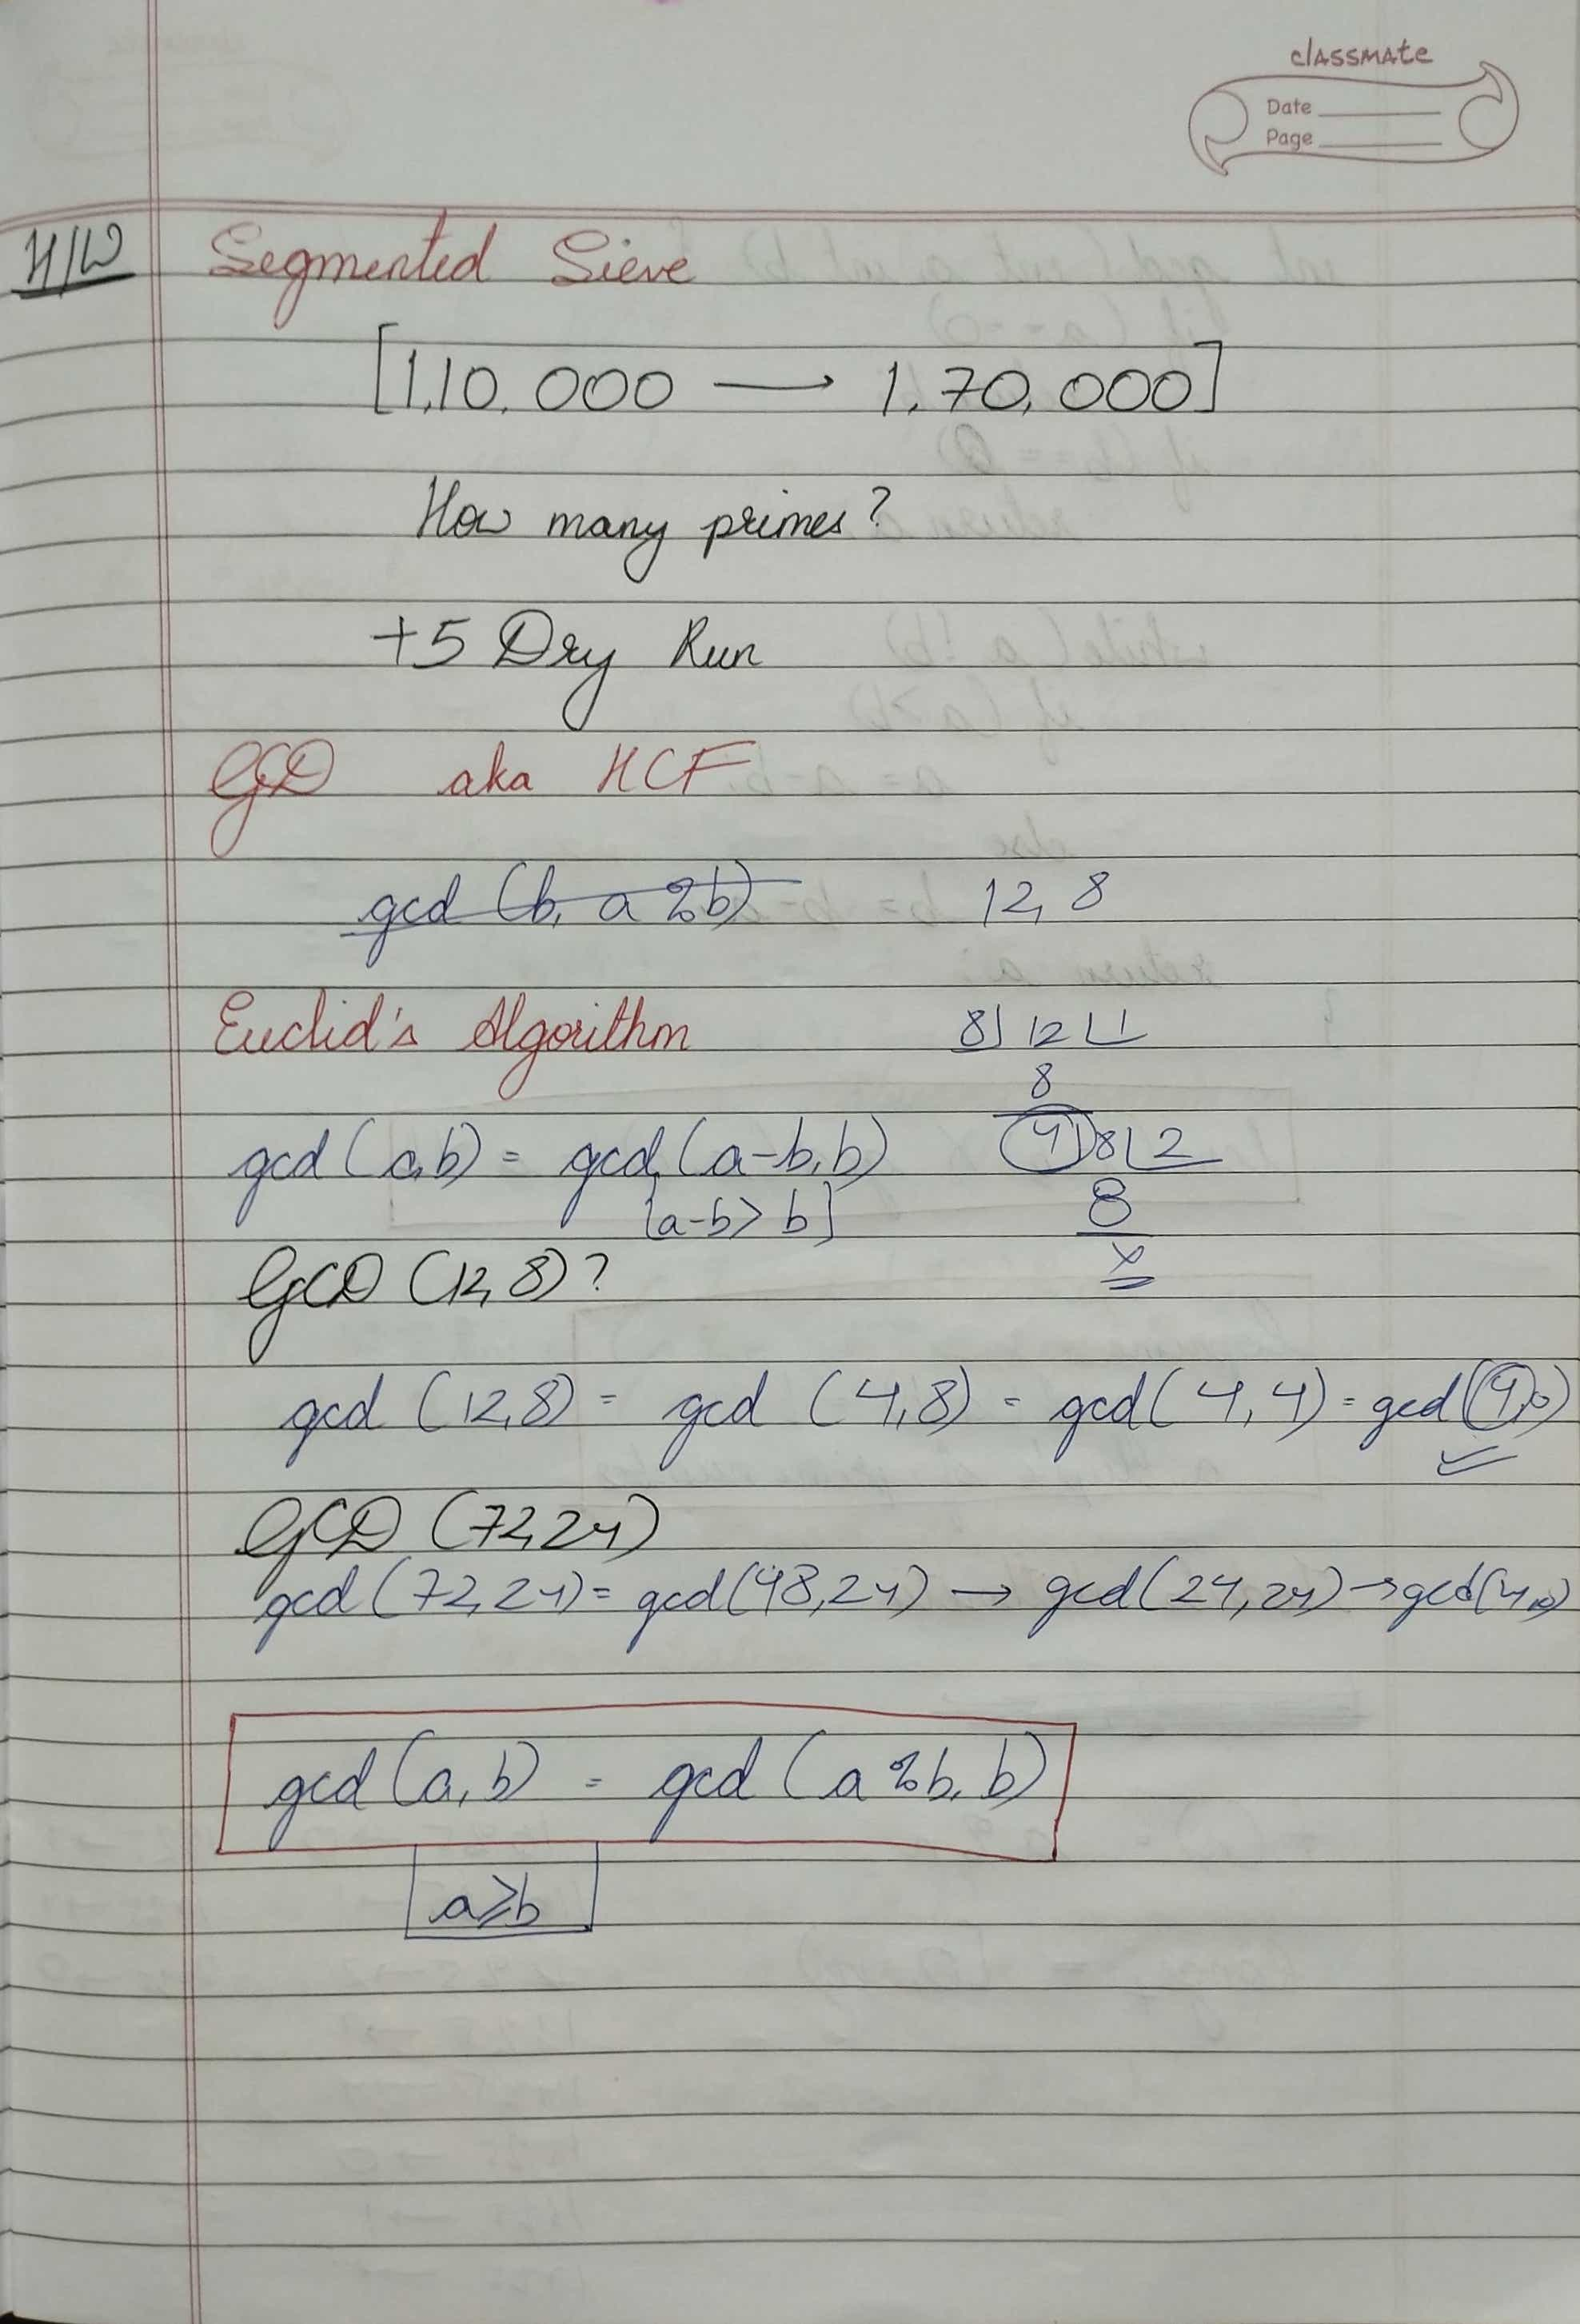 classmate
Date
Page
H/W Segmented Sieve
[1,10,000 → 1,70,000]
How many primes?
+5 Dry Run
GCD aka HCF
gcd (b, a%b) 12, 8
Euclid's Algorithm 8) 12 (1
8
gcd (a,b) = gcd (a-b, b) 4) 8 (2
[a-b > b] 8
GCD (12, 8)? x
gcd (12,8) = gcd (4,8) = gcd (4,4) = gcd (4,0)
GCD (72,24)
gcd (72,24) = gcd (48,24) → gcd (24,24) → gcd
gcd (a, b) = gcd (a%b, b)
a≥b